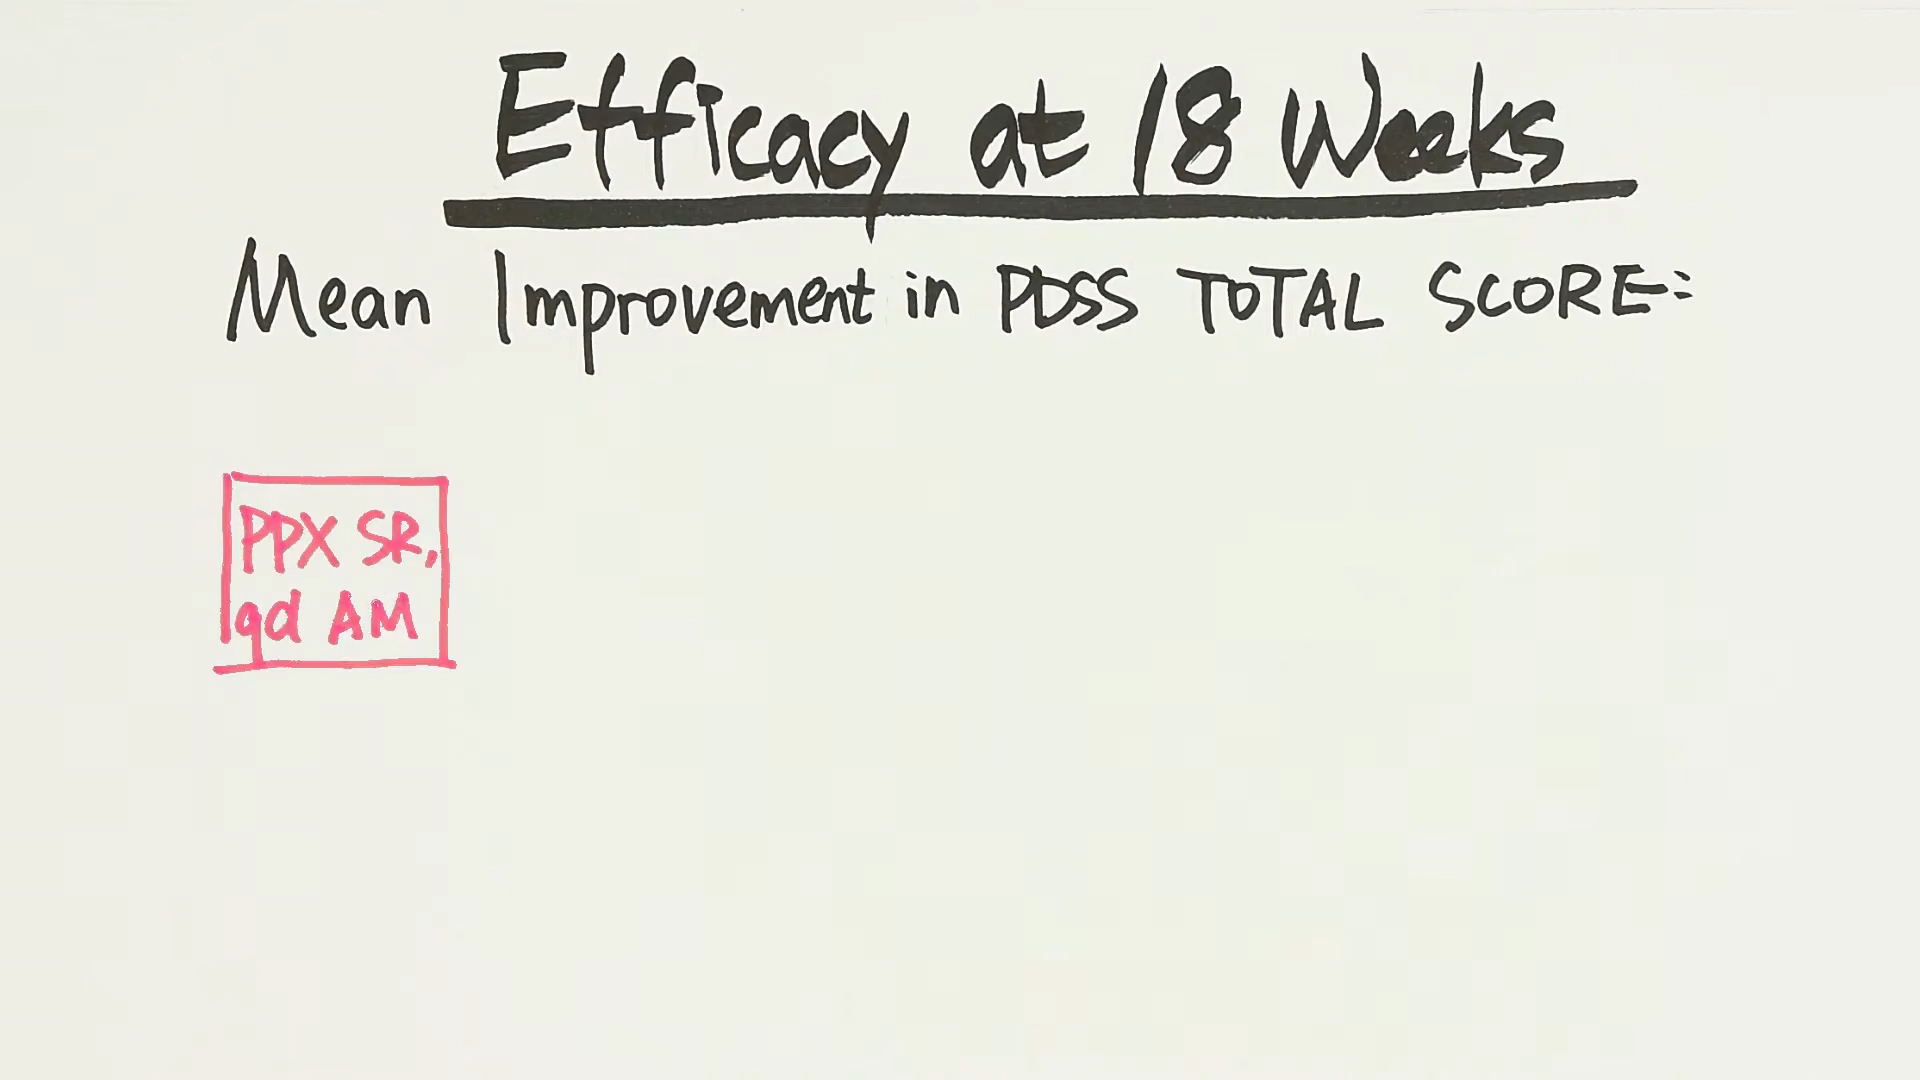 Efficacy at 18 Weeks
Mean Improvement in PDSS TOTAL SCORE:
PPX SR,
qd AM